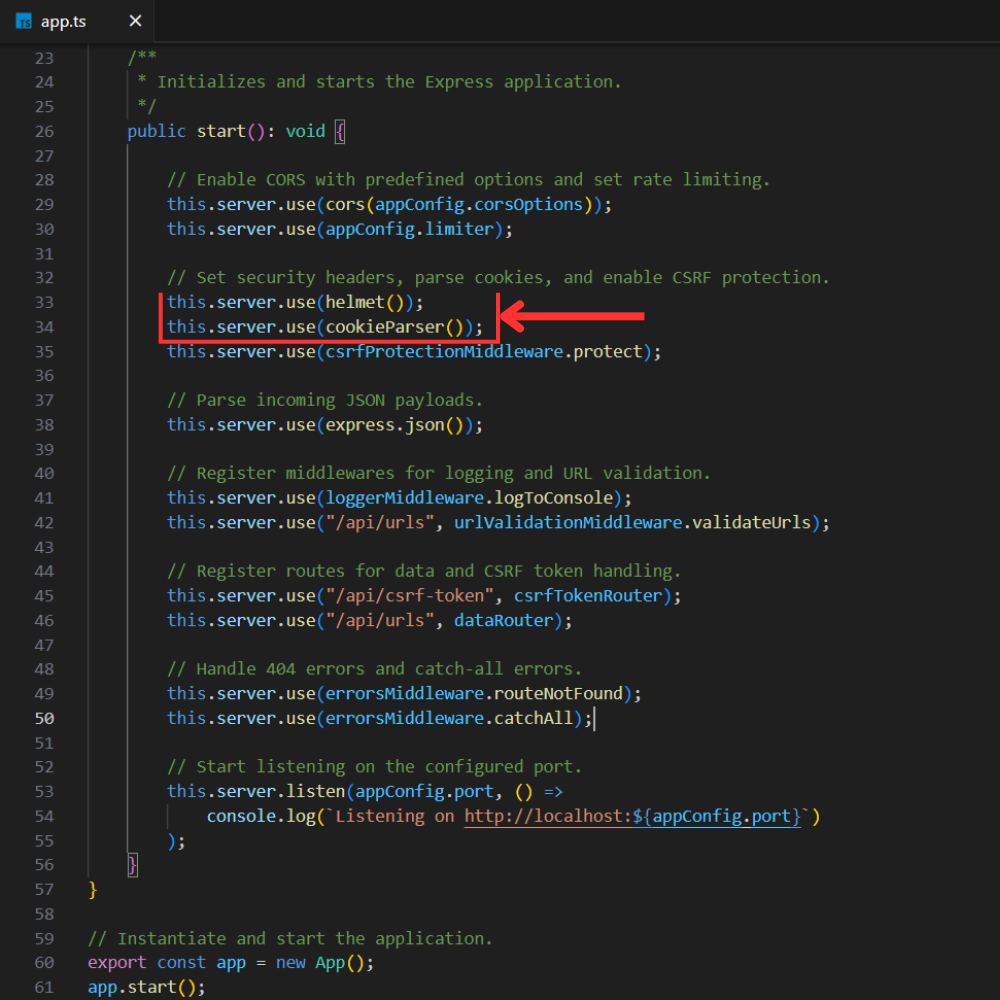 TS app.ts ×
23 /**
24 * Initializes and starts the Express application.
25 */
26 public start(): void {
27
28 // Enable CORS with predefined options and set rate limiting.
29 this.server.use(cors(appConfig.corsOptions));
30 this.server.use(appConfig.limiter);
31
32 // Set security headers, parse cookies, and enable CSRF protection.
33 this.server.use(helmet());
34 this.server.use(cookieParser());
35 this.server.use(csrfProtectionMiddleware.protect);
36
37 // Parse incoming JSON payloads.
38 this.server.use(express.json());
39
40 // Register middlewares for logging and URL validation.
41 this.server.use(loggerMiddleware.logToConsole);
42 this.server.use("/api/urls", urlValidationMiddleware.validateUrls);
43
44 // Register routes for data and CSRF token handling.
45 this.server.use("/api/csrf-token", csrfTokenRouter);
46 this.server.use("/api/urls", dataRouter);
47
48 // Handle 404 errors and catch-all errors.
49 this.server.use(errorsMiddleware.routeNotFound);
50 this.server.use(errorsMiddleware.catchAll);
51
52 // Start listening on the configured port.
53 this.server.listen(appConfig.port, () =>
54 console.log(`Listening on http://localhost:${appConfig.port}`)
55 );
56 }
57 }
58
59 // Instantiate and start the application.
60 export const app = new App();
61 app.start();